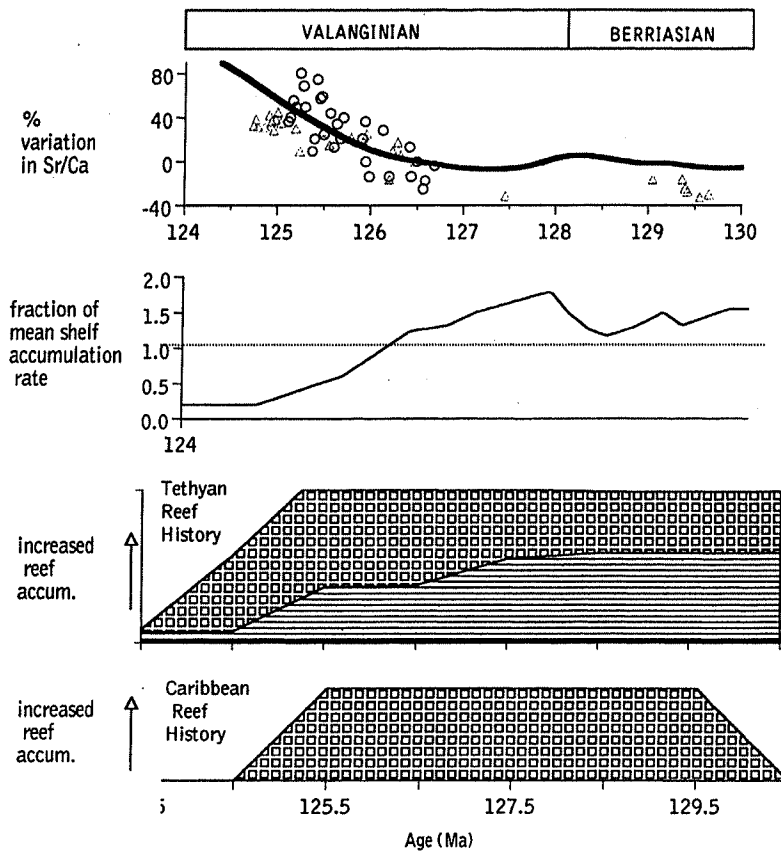 VALANGINIAN BERRIASIAN
%
variation
in Sr/Ca
80
40
0
-40
124 125 126 127 128 129 130
fraction of
mean shelf
accumulation
rate
2.0
1.5
1.0
0.5
0.0
124
Tethyan
Reef
History
increased
reef
accum.
Caribbean
Reef
History
increased
reef
accum.
5 125.5 127.5 129.5
Age (Ma)